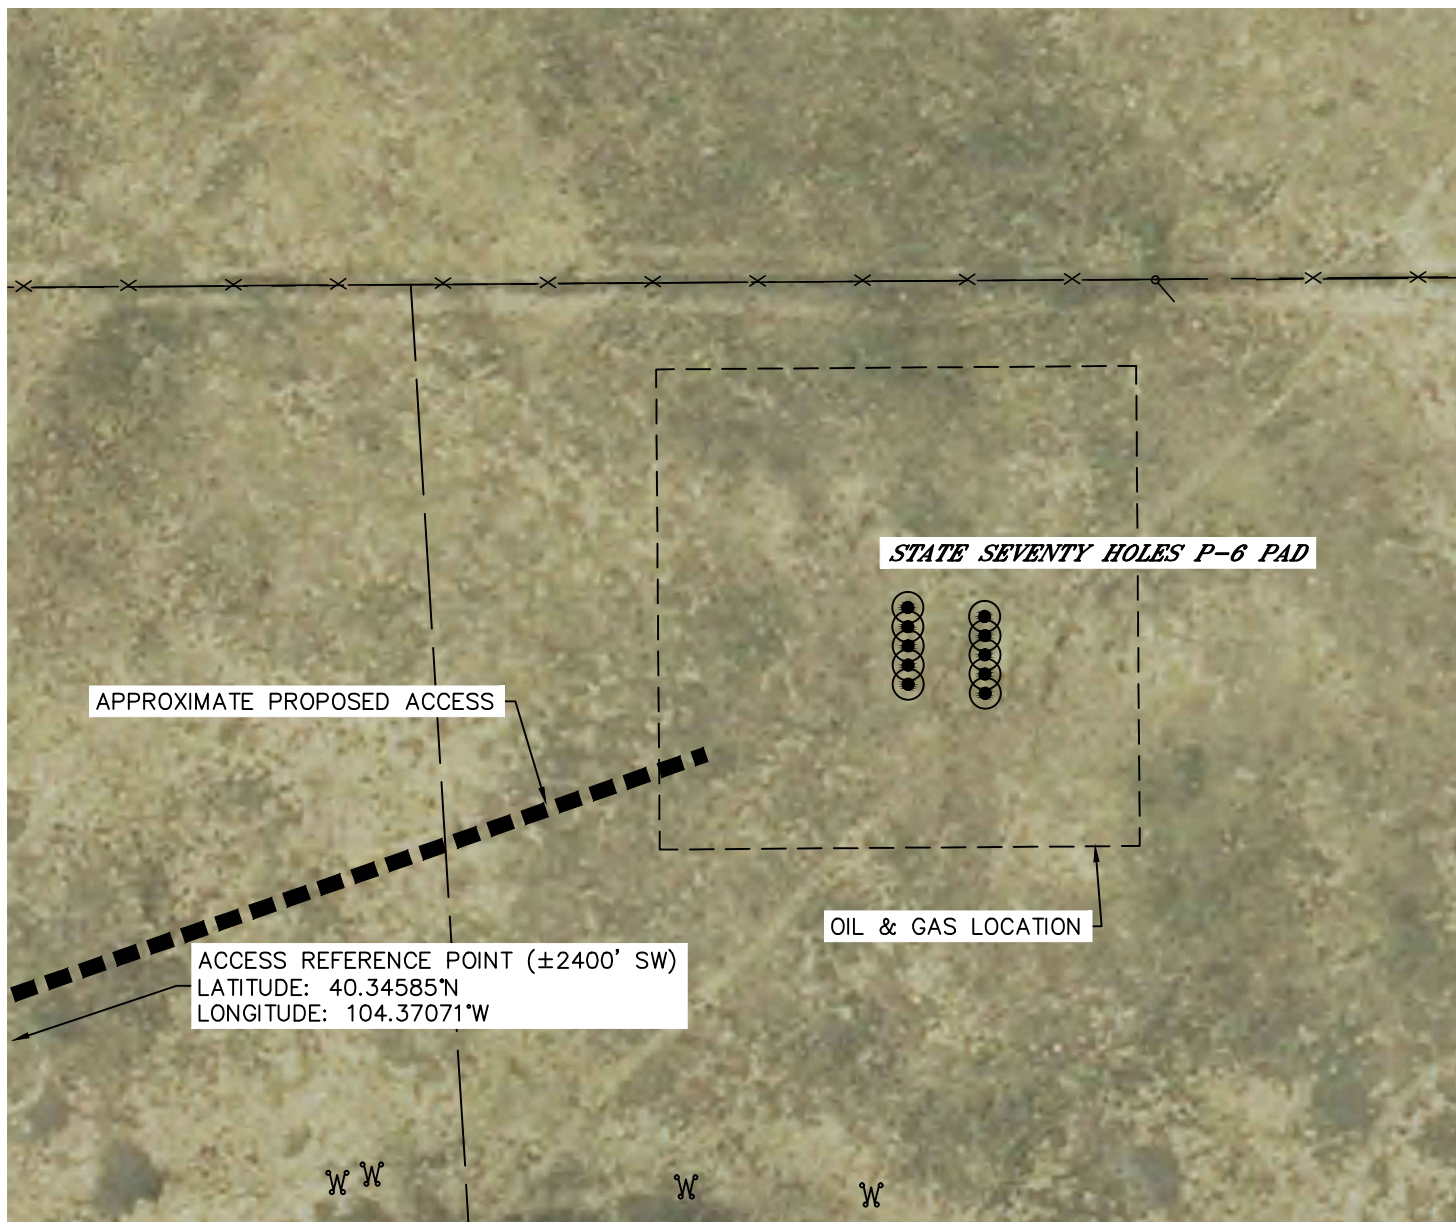 STATE SEVENTY HOLES P-6 PAD
APPROXIMATE PROPOSED ACCESS
OIL & GAS LOCATION
ACCESS REFERENCE POINT (±2400' SW)
LATITUDE: 40.34585°N
LONGITUDE: 104.37071°W